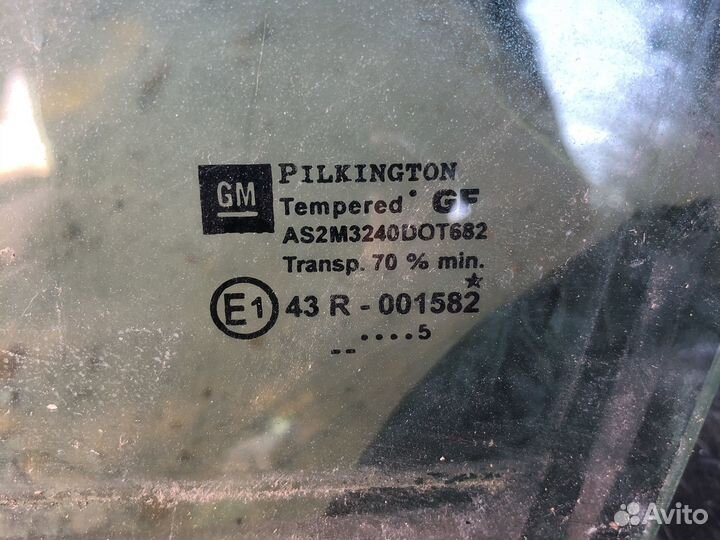 GM
PILKINGTON
Tempered • GF
AS2M3240DOT682
Transp. 70 % min.
E1 43 R - 001582
_ _ . . . . 5
Avito